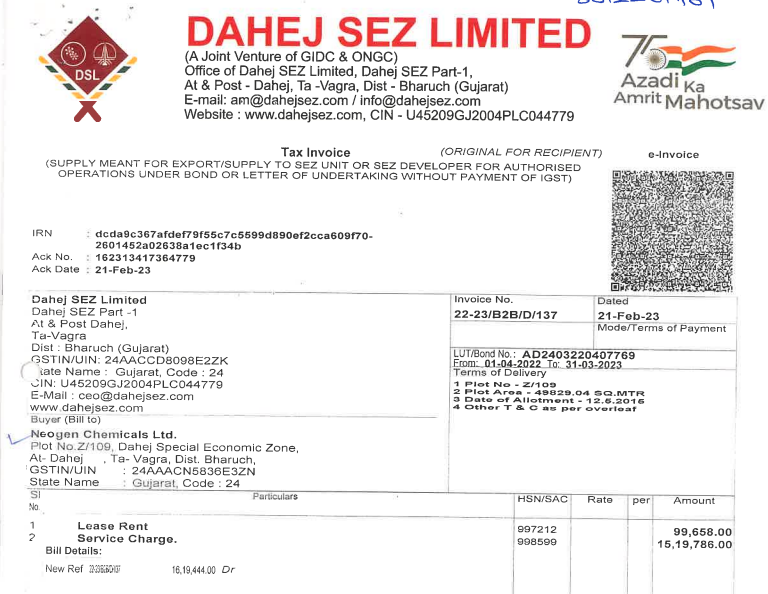 DAHEJ SEZ LIMITED
(A Joint Venture of GIDC & ONGC)
Office of Dahej SEZ Limited, Dahej SEZ Part-1,
At & Post - Dahej, Ta -Vagra, Dist - Bharuch (Gujarat)
E-mail: am@dahejsez.com / info@dahejsez.com
Website : www.dahejsez.com, CIN - U45209GJ2004PLC044779
DSL
75
Azadi Ka
Amrit Mahotsav
Tax Invoice (ORIGINAL FOR RECIPIENT) e-Invoice
(SUPPLY MEANT FOR EXPORT/SUPPLY TO SEZ UNIT OR SEZ DEVELOPER FOR AUTHORISED
OPERATIONS UNDER BOND OR LETTER OF UNDERTAKING WITHOUT PAYMENT OF IGST)
IRN : dcda9c367afdef79f55c7c5599d890ef2cca609f70-
2601452a02638a1ec1f34b
Ack No. : 162313417364779
Ack Date : 21-Feb-23
Dahej SEZ Limited
Dahej SEZ Part -1
At & Post Dahej,
Ta-Vagra
Dist : Bharuch (Gujarat)
GSTIN/UIN: 24AACCD8098E2ZK
State Name : Gujarat, Code : 24
CIN: U45209GJ2004PLC044779
E-Mail : ceo@dahejsez.com
www.dahejsez.com
Invoice No. Dated
22-23/B2B/D/137 21-Feb-23
Mode/Terms of Payment
LUT/Bond No.: AD2403220407769
From: 01-04-2022 To: 31-03-2023
Terms of Delivery
1 Plot No - Z/109
2 Plot Area - 49829.04 SQ.MTR
3 Date of Allotment - 12.5.2016
4 Other T & C as per overleaf
Buyer (Bill to)
Neogen Chemicals Ltd.
Plot No.Z/109, Dahej Special Economic Zone,
At- Dahej , Ta- Vagra, Dist. Bharuch,
GSTIN/UIN : 24AAACN5836E3ZN
State Name : Gujarat, Code : 24
Sl No. Particulars HSN/SAC Rate per Amount
1 Lease Rent 997212 99,658.00
2 Service Charge. 998599 15,19,786.00
Bill Details:
New Ref 16,19,444.00 Dr